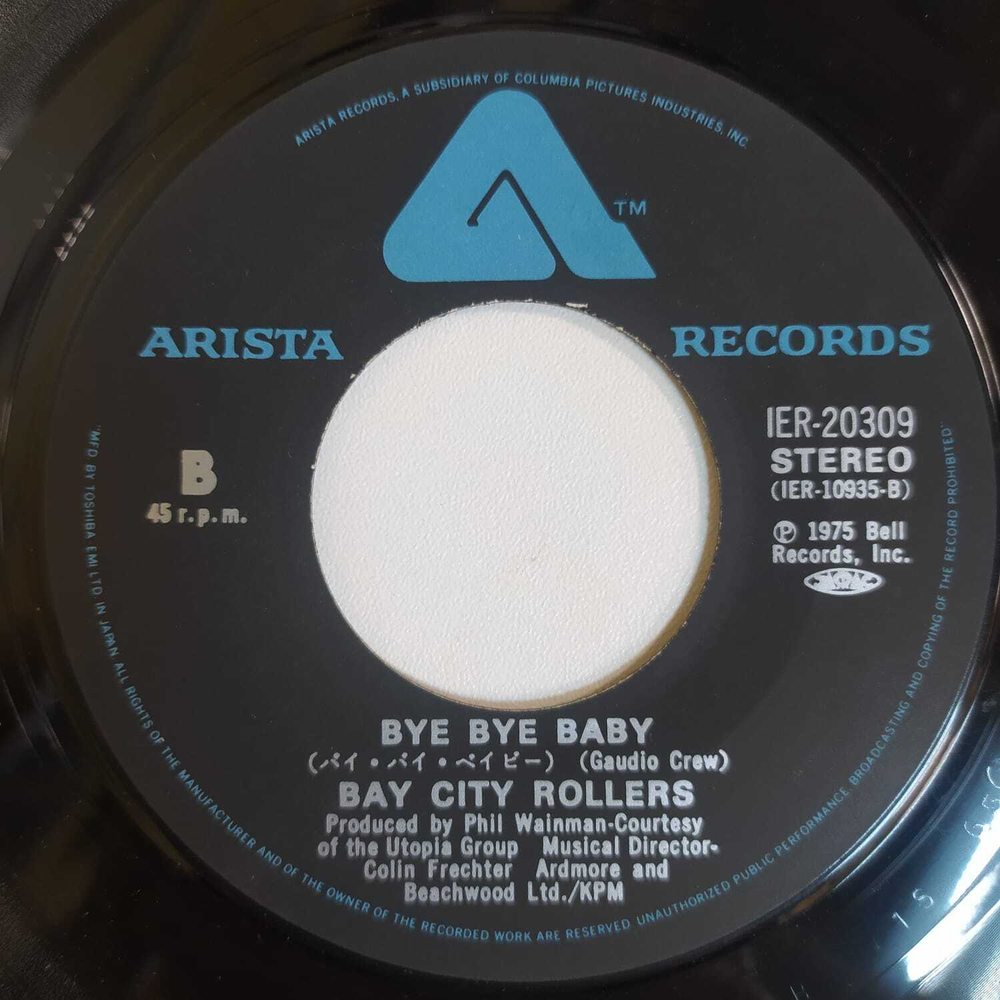 ARISTA RECORDS, A SUBSIDIARY OF COLUMBIA PICTURES INDUSTRIES, INC.
TM
ARISTA RECORDS
IER-20309
STEREO
(IER-10935-B)
Ⓟ 1975 Bell
Records, Inc.
B
45 r.p.m.
BYE BYE BABY
(バイ・バイ・ベイビー) (Gaudio Crew)
BAY CITY ROLLERS
Produced by Phil Wainman-Courtesy
of the Utopia Group Musical Director-
Colin Frechter Ardmore and
Beachwood Ltd./KPM
"MFD BY TOSHIBA EMI LTD IN JAPAN ALL RIGHTS OF THE MANUFACTURER AND OF THE OWNER OF THE RECORDED WORK ARE RESERVED UNAUTHORIZED PUBLIC PERFORMANCE, BROADCASTING AND COPYING OF THE RECORD PROHIBITED"